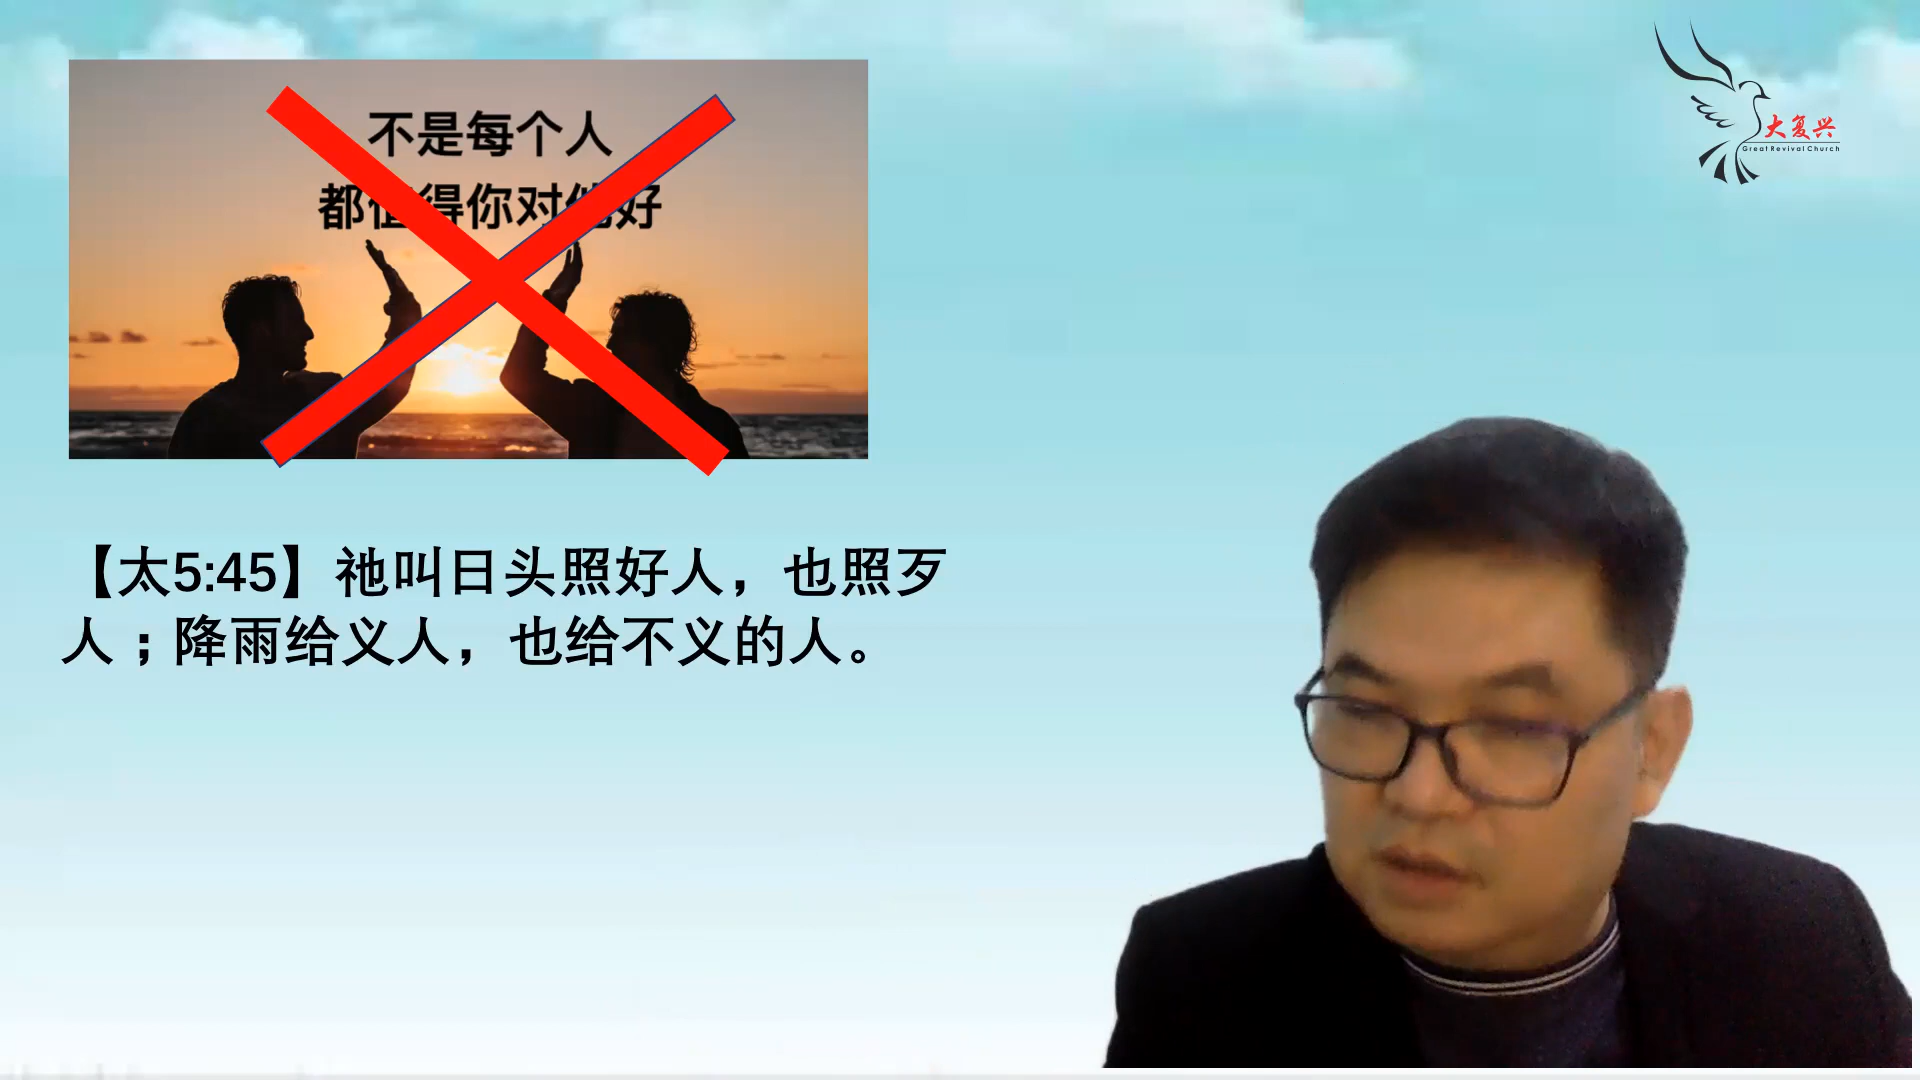 不是每个人
都值得你对他好
大复兴
Great Revival Church
【太5:45】祂叫日头照好人，也照歹
人；降雨给义人，也给不义的人。